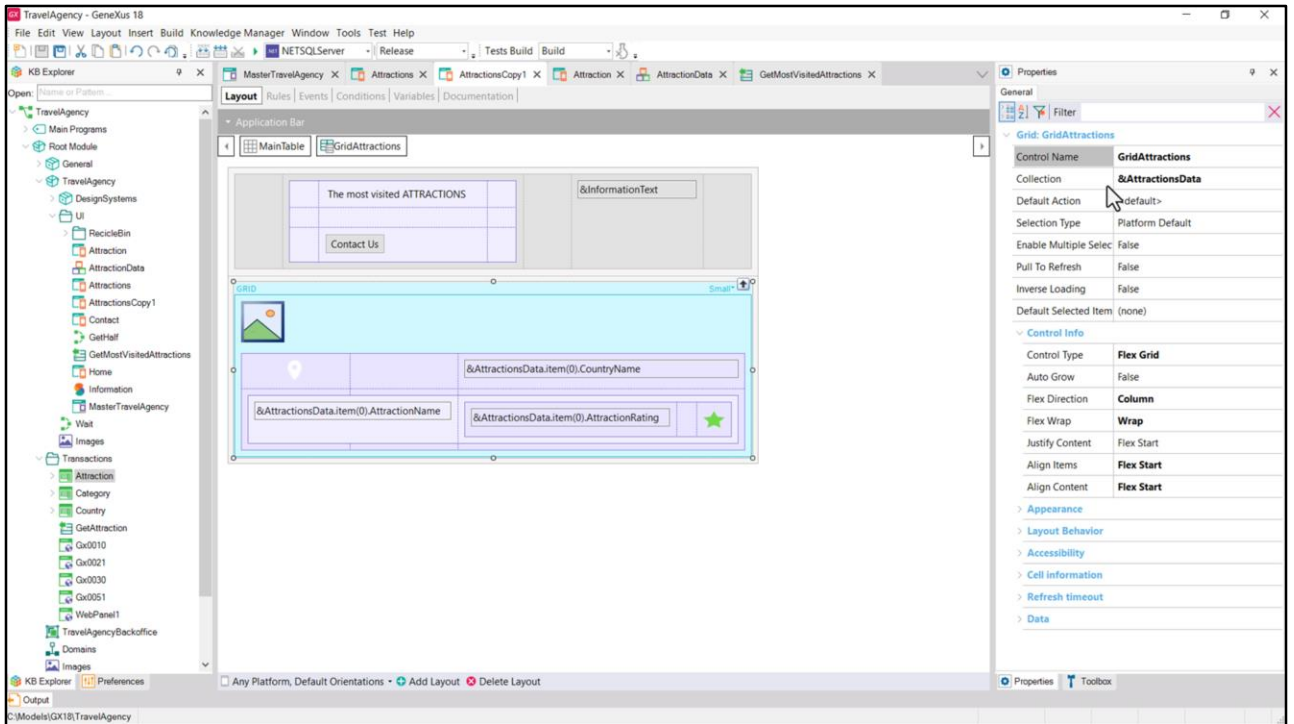 GX TravelAgency - GeneXus 18
File Edit View Layout Insert Build Knowledge Manager Window Tools Test Help
NETSQLServer Release Tests Build Build
KB Explorer
Open: Name or Pattern...
TravelAgency
Main Programs
Root Module
General
TravelAgency
DesignSystems
UI
RecicleBin
Attraction
AttractionData
Attractions
AttractionsCopy1
Contact
GetHalf
GetMostVisitedAttractions
Home
Information
MasterTravelAgency
Wait
Images
Transactions
Attraction
Category
Country
GetAttraction
Gx0010
Gx0021
Gx0030
Gx0051
WebPanel1
TravelAgencyBackoffice
Domains
Images
KB Explorer Preferences
MasterTravelAgency Attractions AttractionsCopy1 Attraction AttractionData GetMostVisitedAttractions
Layout Rules Events Conditions Variables Documentation
Application Bar
MainTable GridAttractions
The most visited ATTRACTIONS
&InformationText
Contact Us
GRID Small*
&AttractionsData.item(0).CountryName
&AttractionsData.item(0).AttractionName
&AttractionsData.item(0).AttractionRating
Any Platform, Default Orientations Add Layout Delete Layout
Properties
General
Filter
Grid: GridAttractions
Control Name GridAttractions
Collection &AttractionsData
Default Action <default>
Selection Type Platform Default
Enable Multiple Selec False
Pull To Refresh False
Inverse Loading False
Default Selected Item (none)
Control Info
Control Type Flex Grid
Auto Grow False
Flex Direction Column
Flex Wrap Wrap
Justify Content Flex Start
Align Items Flex Start
Align Content Flex Start
Appearance
Layout Behavior
Accessibility
Cell information
Refresh timeout
Data
Properties Toolbox
Output
C:\Models\GX18\TravelAgency